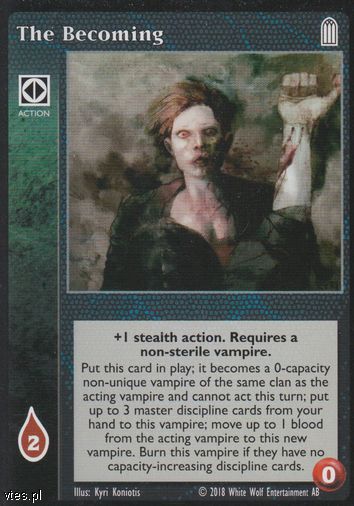 The Becoming
ACTION
+1 stealth action. Requires a
non-sterile vampire.
Put this card in play; it becomes a 0-capacity
non-unique vampire of the same clan as the
acting vampire and cannot act this turn; put
up to 3 master discipline cards from your
hand to this vampire; move up to 1 blood
from the acting vampire to this new
vampire. Burn this vampire if they have no
capacity-increasing discipline cards.
2
0
Illus: Kyri Koniotis © 2018 White Wolf Entertainment AB
vtes.pl